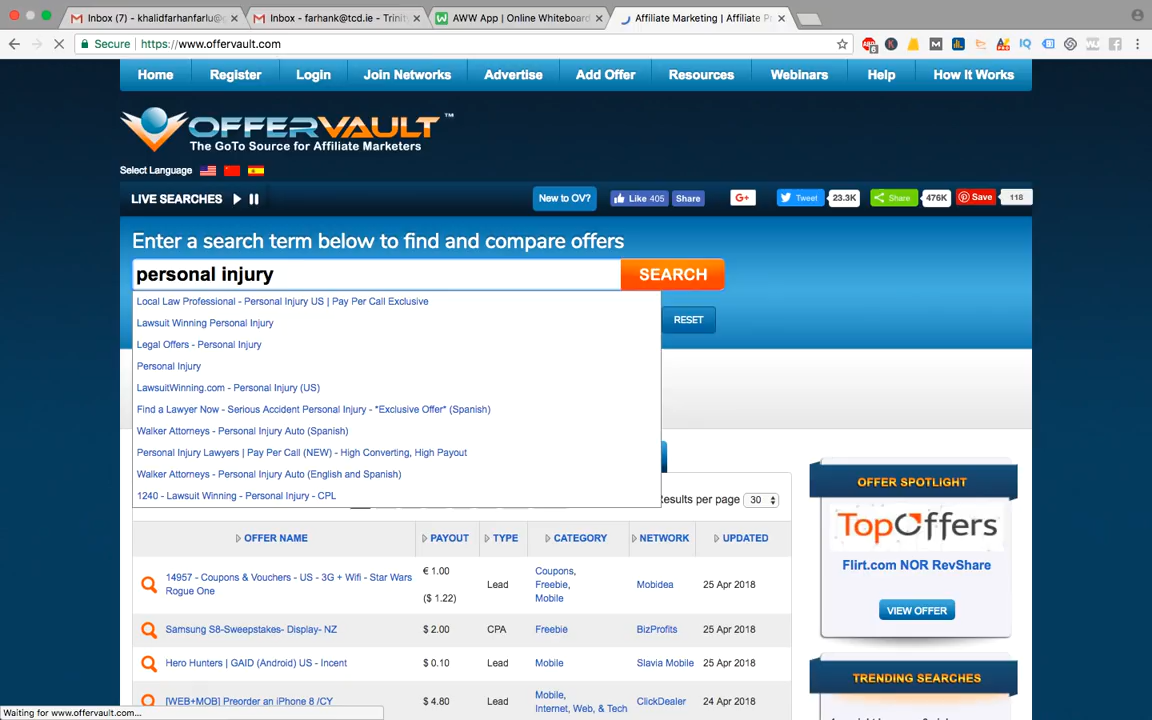 Inbox (7) - khalidfarhanfarlu@g
Inbox - farhank@tcd.ie - Trinit
AWW App | Online Whiteboard
Affiliate Marketing | Affiliate P
Secure | https://www.offervault.com
Home
Register
Login
Join Networks
Advertise
Add Offer
Resources
Webinars
Help
How It Works
OFFERVAULT™
The GoTo Source for Affiliate Marketers
Select Language
LIVE SEARCHES
New to OV?
Like 405
Share
G+
Tweet
23.3K
Share
476K
Save
118
Enter a search term below to find and compare offers
personal injury
SEARCH
Local Law Professional - Personal Injury US | Pay Per Call Exclusive
Lawsuit Winning Personal Injury
RESET
Legal Offers - Personal Injury
Personal Injury
LawsuitWinning.com - Personal Injury (US)
Find a Lawyer Now - Serious Accident Personal Injury - *Exclusive Offer* (Spanish)
Walker Attorneys - Personal Injury Auto (Spanish)
Personal Injury Lawyers | Pay Per Call (NEW) - High Converting, High Payout
Walker Attorneys - Personal Injury Auto (English and Spanish)
1240 - Lawsuit Winning - Personal Injury - CPL
Results per page 30
OFFER NAME
PAYOUT
TYPE
CATEGORY
NETWORK
UPDATED
14957 - Coupons & Vouchers - US - 3G + Wifi - Star Wars
Rogue One
€ 1.00
($ 1.22)
Lead
Coupons,
Freebie,
Mobile
Mobidea
25 Apr 2018
Samsung S8-Sweepstakes- Display- NZ
$ 2.00
CPA
Freebie
BizProfits
25 Apr 2018
Hero Hunters | GAID (Android) US - Incent
$ 0.10
Lead
Mobile
Slavia Mobile
25 Apr 2018
[WEB+MOB] Preorder an iPhone 8 /CY
$ 4.80
Lead
Mobile,
Internet, Web, & Tech
ClickDealer
24 Apr 2018
OFFER SPOTLIGHT
TopOffers
Flirt.com NOR RevShare
VIEW OFFER
TRENDING SEARCHES
Waiting for www.offervault.com...